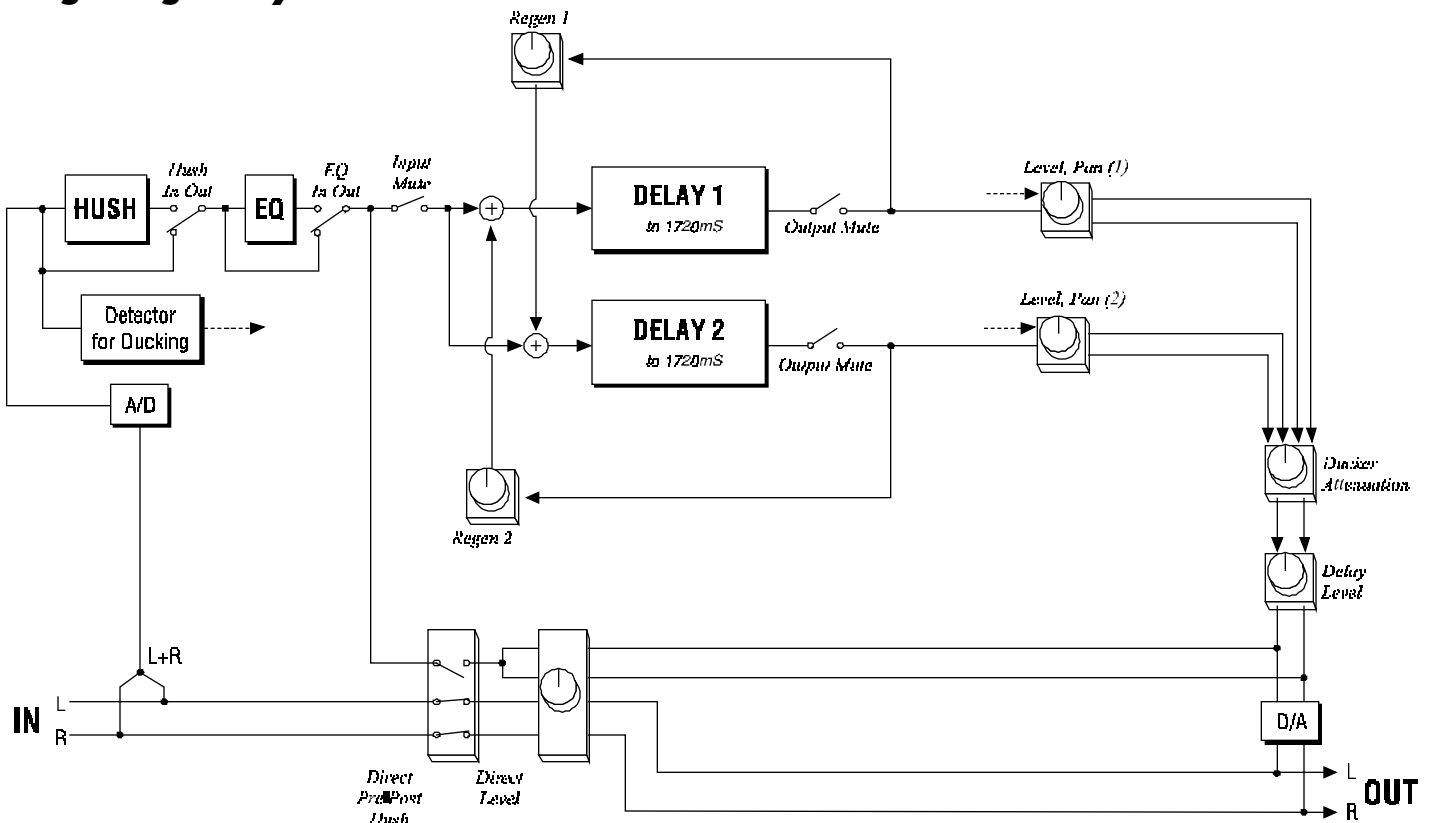 Regen 1
HUSH
Hush
In Out
EQ
EQ
In Out
Input
Mute
+
DELAY 1
to 1720mS
Output Mute
Level, Pan (1)
Detector
for Ducking
+
DELAY 2
to 1720mS
Output Mute
Level, Pan (2)
A/D
Regen 2
Ducker
Attenuation
Delay
Level
L+R
IN
L
R
Direct
Pre/Post
Hush
Direct
Level
D/A
L
R
OUT